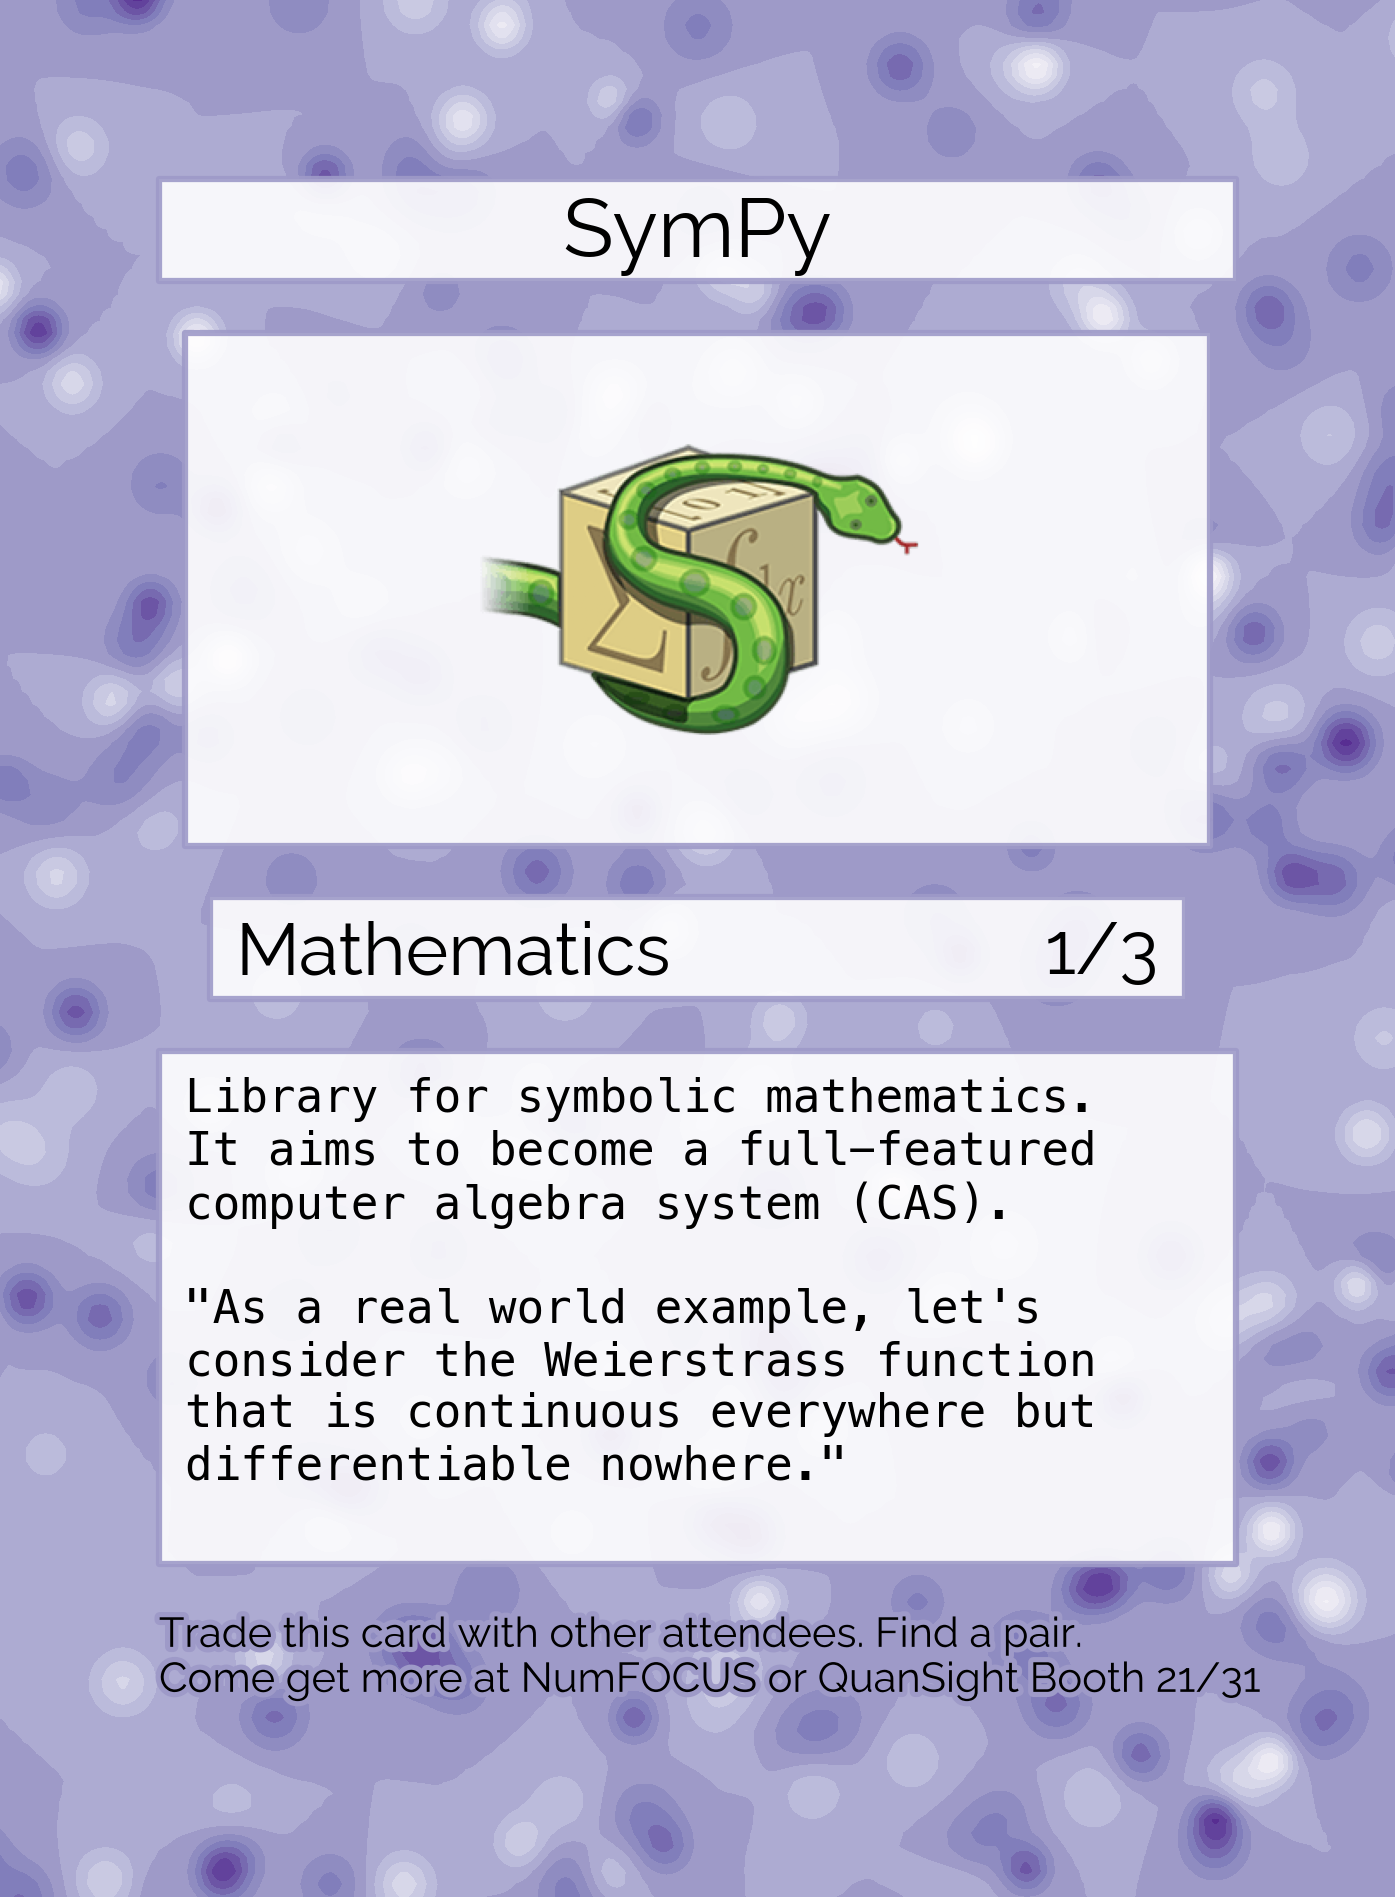 SymPy
Σ
∫dx
Mathematics 1/3
Library for symbolic mathematics.
It aims to become a full-featured
computer algebra system (CAS).
"As a real world example, let's
consider the Weierstrass function
that is continuous everywhere but
differentiable nowhere."
Trade this card with other attendees. Find a pair.
Come get more at NumFOCUS or QuanSight Booth 21/31